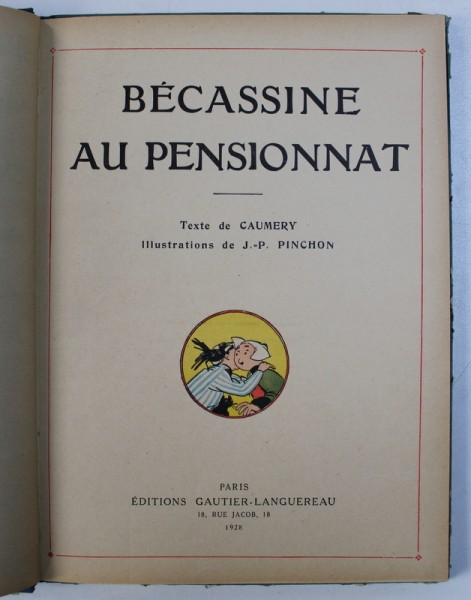 BÉCASSINE
AU PENSIONNAT
Texte de CAUMERY
Illustrations de J.-P. PINCHON
PARIS
ÉDITIONS GAUTIER-LANGUEREAU
18, RUE JACOB, 18
1928